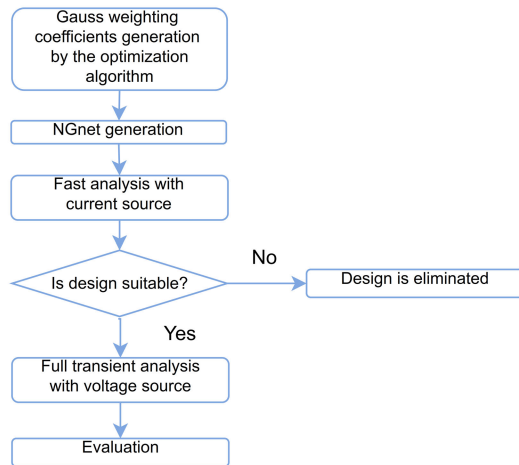 Gauss weighting
coefficients generation
by the optimization
algorithm
NGnet generation
Fast analysis with
current source
Is design suitable?
No
Design is eliminated
Yes
Full transient analysis
with voltage source
Evaluation